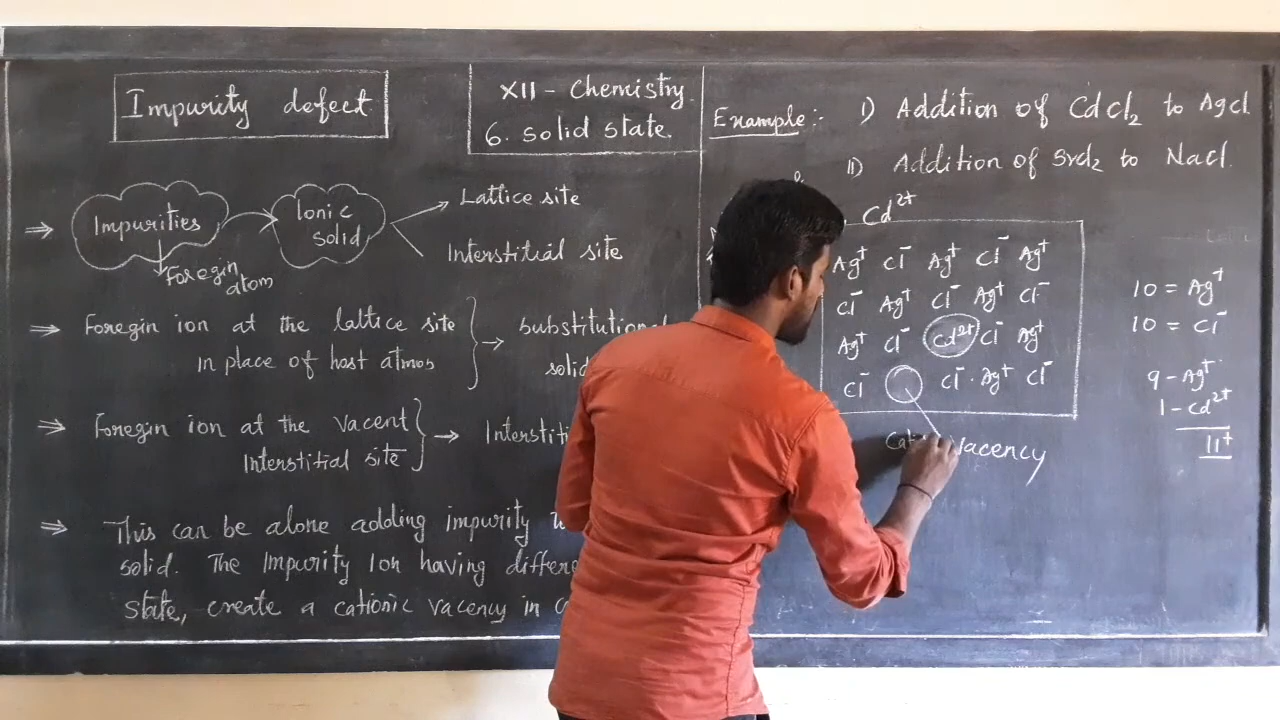 Impurity defect
XII - Chemistry
6. Solid state.
Impurities
Ionic
solid
Foregin
atom
Lattice site
Interstitial site
Foregin ion at the lattice site
in place of host atmos
Substitutional
solid
Foregin ion at the vacent
Interstitial site
Interstiti
This can be alone adding impurity
solid. The Impurity Ion having differe
state, create a cationic vacency in
Example :- I) Addition of CdCl₂ to AgCl.
II) Addition of SrCl₂ to NaCl.
Cd²⁺
Ag⁺ Cl⁻ Ag⁺ Cl⁻ Ag⁺
Cl⁻ Ag⁺ Cl⁻ Ag⁺ Cl⁻
Ag⁺ Cl⁻ Cd²⁺ Cl⁻ Ag⁺
Cl⁻ Cl⁻ · Ag⁺ Cl⁻
vacency
10 = Ag⁺
10 = Cl⁻
9 - Ag⁺
1 - Cd²⁺
11⁺